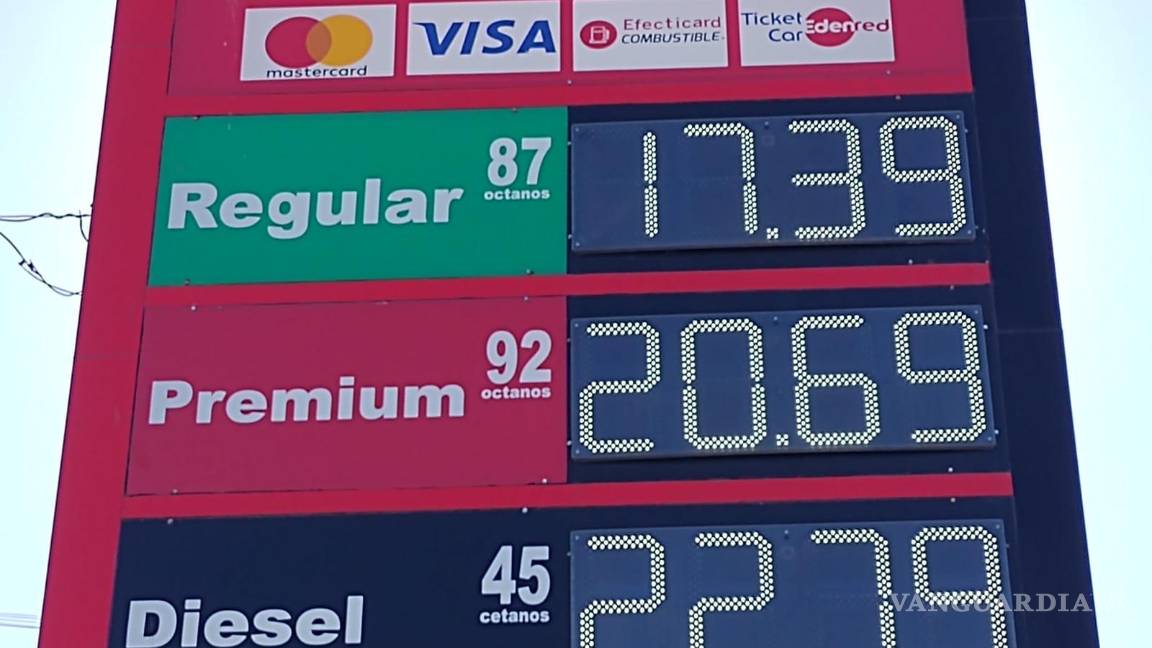 mastercard
VISA
Efecticard
COMBUSTIBLE
Ticket
Car
Edenred
Regular 87 octanos 17.39
Premium 92 octanos 20.69
Diesel 45 cetanos 22.79
VANGUARDIA